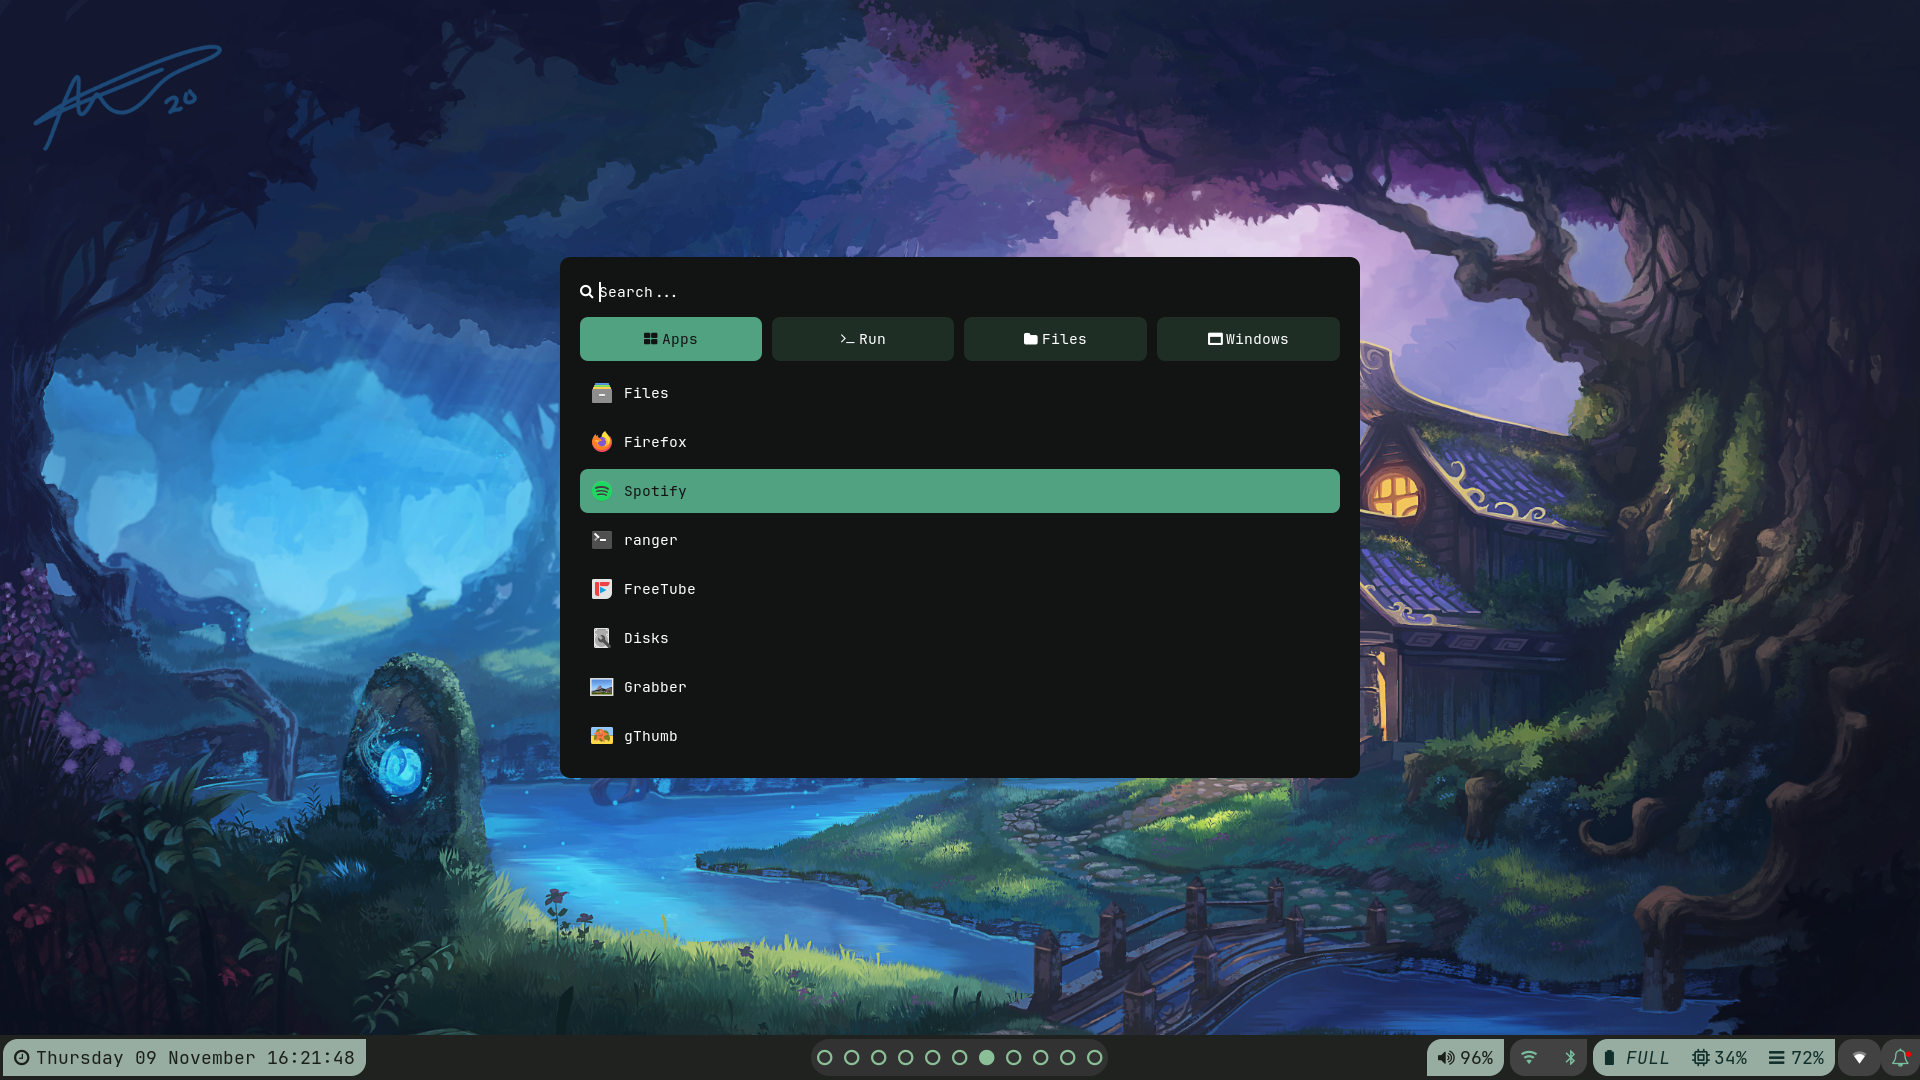 20
Search...
Apps Run Files Windows
Files
Firefox
Spotify
ranger
FreeTube
Disks
Grabber
gThumb
Thursday 09 November 16:21:48 96% FULL 34% 72%